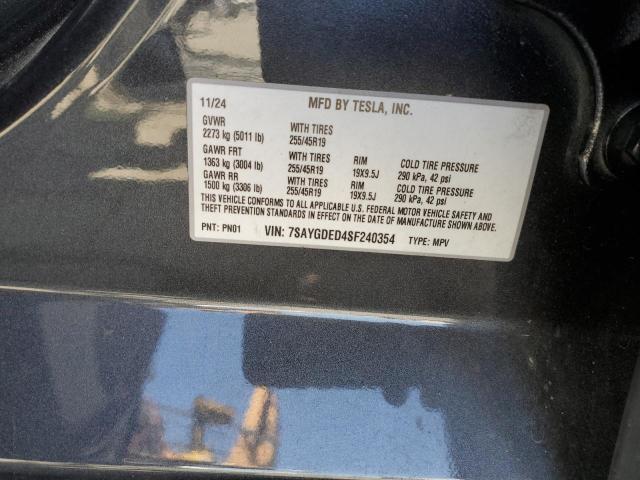 11/24 MFD BY TESLA, INC.
GVWR
2273 kg (5011 lb) WITH TIRES 255/45R19
GAWR FRT
1363 kg (3004 lb) WITH TIRES 255/45R19 RIM 19X9.5J COLD TIRE PRESSURE 290 kPa, 42 psi
GAWR RR
1500 kg (3306 lb) WITH TIRES 255/45R19 RIM 19X9.5J COLD TIRE PRESSURE 290 kPa, 42 psi
THIS VEHICLE CONFORMS TO ALL APPLICABLE U.S. FEDERAL MOTOR VEHICLE SAFETY AND
THEFT PREVENTION STANDARDS IN EFFECT ON THE DATE OF MANUFACTURE SHOWN ABOVE.
PNT: PN01 VIN: 7SAYGDED4SF240354 TYPE: MPV